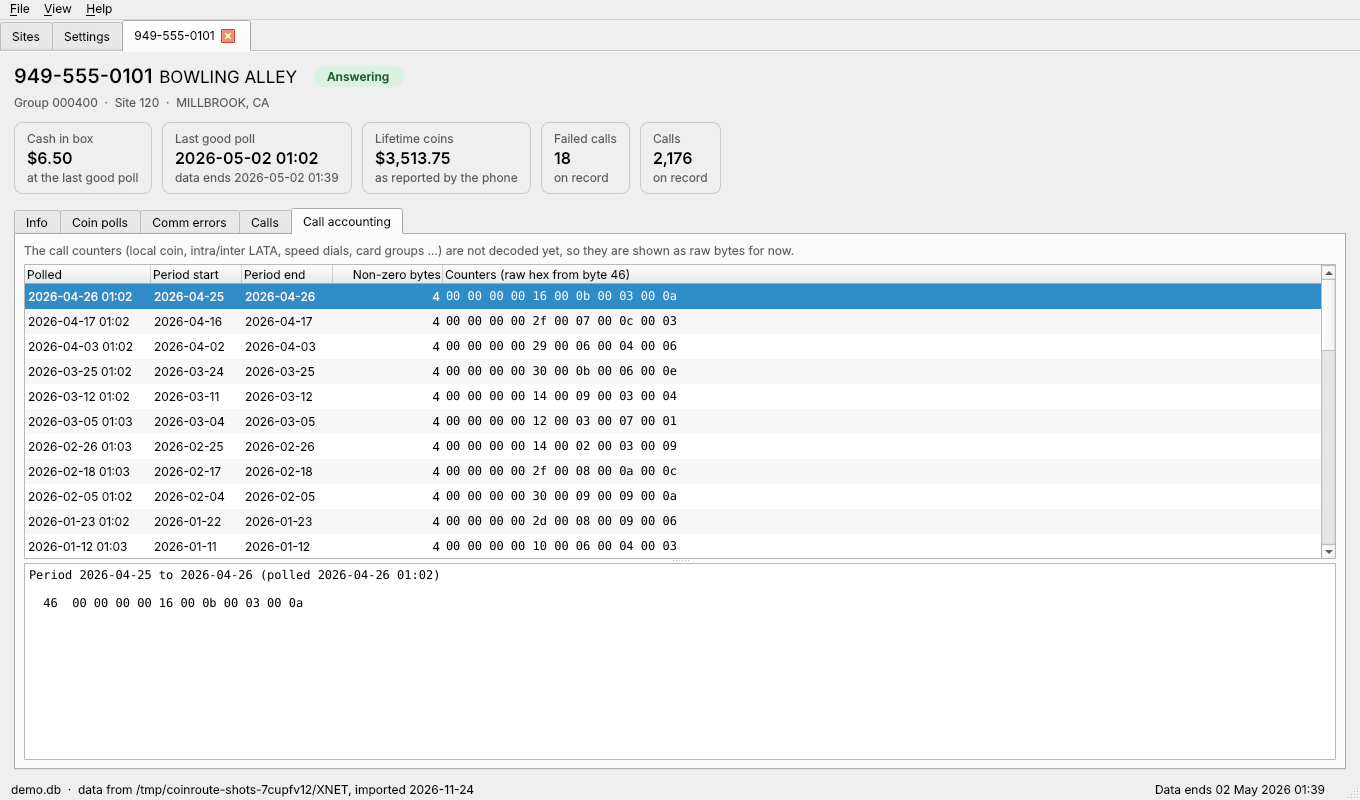 File View Help
Sites Settings 949-555-0101
949-555-0101 BOWLING ALLEY Answering
Group 000400 · Site 120 · MILLBROOK, CA
Cash in box Last good poll Lifetime coins Failed calls Calls
$6.50 2026-05-02 01:02 $3,513.75 18 2,176
at the last good poll data ends 2026-05-02 01:39 as reported by the phone on record on record
Info Coin polls Comm errors Calls Call accounting
The call counters (local coin, intra/inter LATA, speed dials, card groups ...) are not decoded yet, so they are shown as raw bytes for now.
Polled Period start Period end Non-zero bytes Counters (raw hex from byte 46)
2026-04-26 01:02 2026-04-25 2026-04-26 4 00 00 00 00 16 00 0b 00 03 00 0a
2026-04-17 01:02 2026-04-16 2026-04-17 4 00 00 00 00 2f 00 07 00 0c 00 03
2026-04-03 01:02 2026-04-02 2026-04-03 4 00 00 00 00 29 00 06 00 04 00 06
2026-03-25 01:02 2026-03-24 2026-03-25 4 00 00 00 00 30 00 0b 00 06 00 0e
2026-03-12 01:02 2026-03-11 2026-03-12 4 00 00 00 00 14 00 09 00 03 00 04
2026-03-05 01:03 2026-03-04 2026-03-05 4 00 00 00 00 12 00 03 00 07 00 01
2026-02-26 01:03 2026-02-25 2026-02-26 4 00 00 00 00 14 00 02 00 03 00 09
2026-02-18 01:03 2026-02-17 2026-02-18 4 00 00 00 00 2f 00 08 00 0a 00 0c
2026-02-05 01:02 2026-02-04 2026-02-05 4 00 00 00 00 30 00 09 00 09 00 0a
2026-01-23 01:02 2026-01-22 2026-01-23 4 00 00 00 00 2d 00 08 00 09 00 06
2026-01-12 01:03 2026-01-11 2026-01-12 4 00 00 00 00 10 00 06 00 04 00 03
Period 2026-04-25 to 2026-04-26 (polled 2026-04-26 01:02)
46 00 00 00 00 16 00 0b 00 03 00 0a
demo.db · data from /tmp/coinroute-shots-7cupfv12/XNET, imported 2026-11-24 Data ends 02 May 2026 01:39